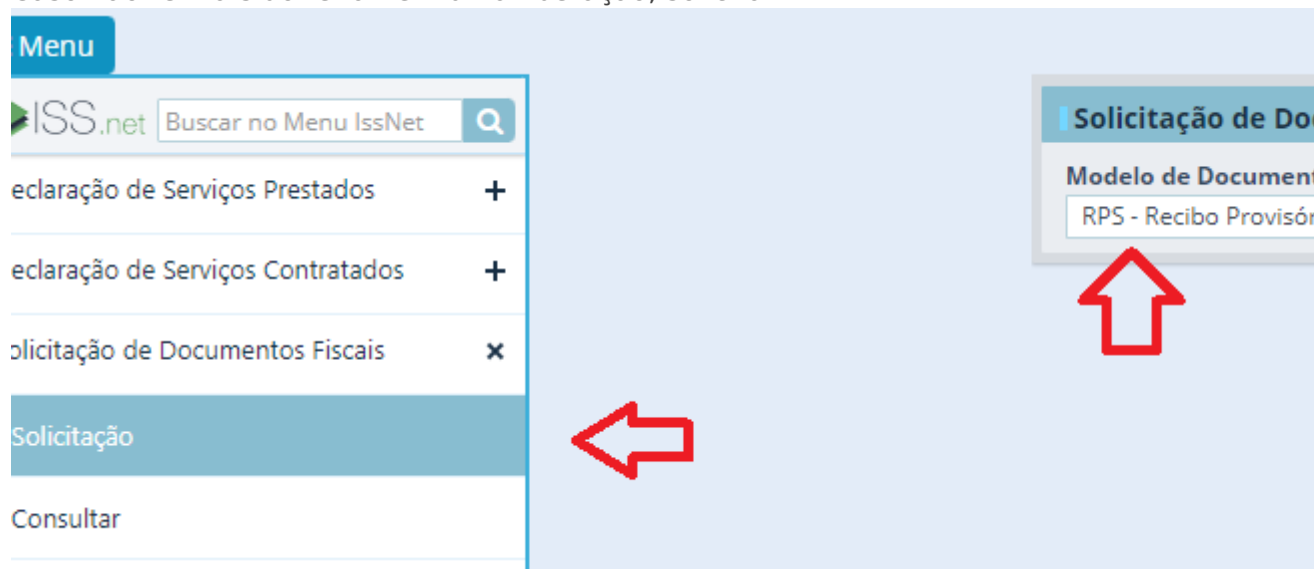 Menu
ISS.net Buscar no Menu IssNet
eclaração de Serviços Prestados
eclaração de Serviços Contratados
olicitação de Documentos Fiscais
Solicitação
Consultar
Solicitação de Do
Modelo de Document
RPS - Recibo Provisór